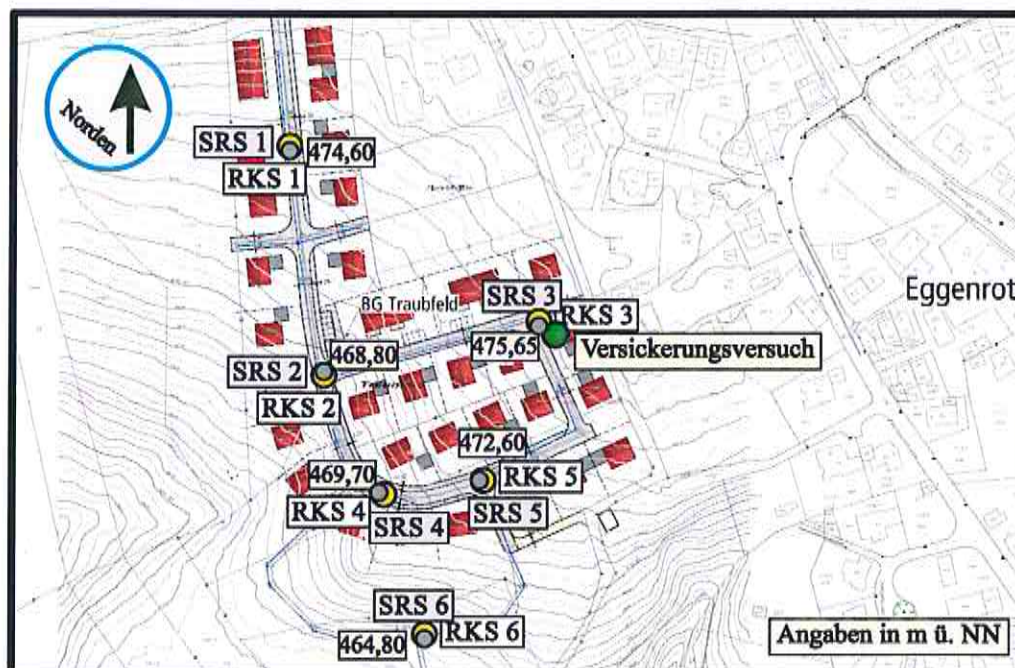 Norden
SRS 1
474,60
RKS 1
BG Traubfeld
SRS 3
RKS 3
475,65
Versickerungsversuch
Eggenrot
468,80
SRS 2
RKS 2
472,60
469,70
RKS 5
RKS 4
SRS 4
SRS 5
SRS 6
RKS 6
464,80
Angaben in m ü. NN